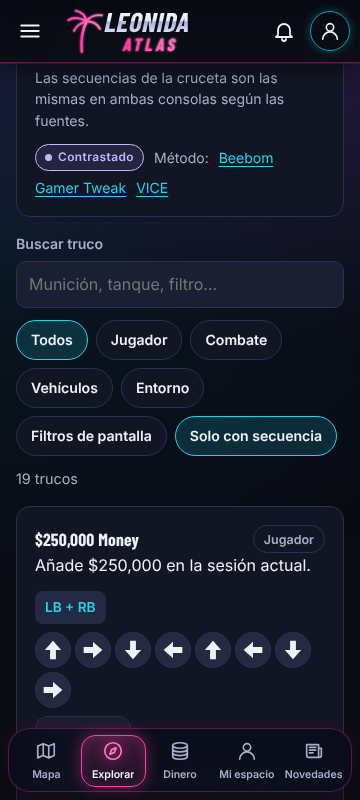 LEONIDA
ATLAS
Las secuencias de la cruceta son las
mismas en ambas consolas según las
fuentes.
Contrastado Método: Beebom
Gamer Tweak VICE
Buscar truco
Munición, tanque, filtro...
Todos Jugador Combate
Vehículos Entorno
Filtros de pantalla Solo con secuencia
19 trucos
$250,000 Money Jugador
Añade $250,000 en la sesión actual.
LB + RB
Mapa Explorar Dinero Mi espacio Novedades